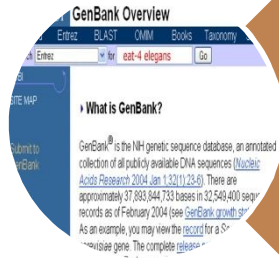 GenBank Overview
Entrez BLAST OMIM Books Taxonomy
Entrez for eat-4 elegans Go
SITE MAP
What is GenBank?
Submit to
GenBank® is the NIH genetic sequence database, an annotated
collection of all publicly available DNA sequences (Nucleic
Acids Research 2004 Jan 1;32(1):23-6). There are
approximately 37,893,844,733 bases in 32,549,400
records as of February 2004 (see GenBank growth
As an example, you may view the record for a
gene. The complete release